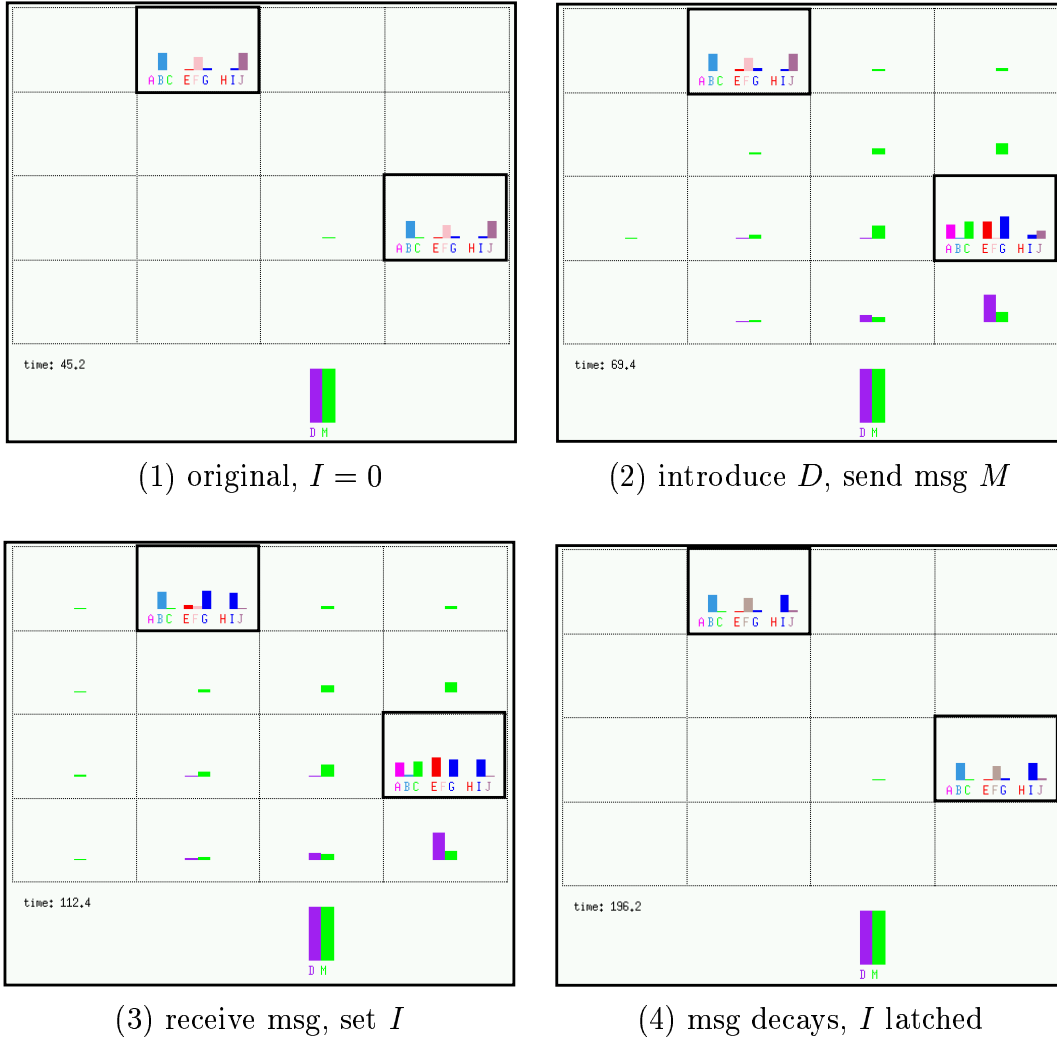 ABC EFG HIJ
ABC EFG HIJ
time: 45.2
D M
(1) original, I = 0
ABC EFG HIJ
ABC EFG HIJ
time: 69.4
D M
(2) introduce D, send msg M
ABC EFG HIJ
ABC EFG HIJ
time: 112.4
D M
(3) receive msg, set I
ABC EFG HIJ
ABC EFG HIJ
time: 196.2
D M
(4) msg decays, I latched